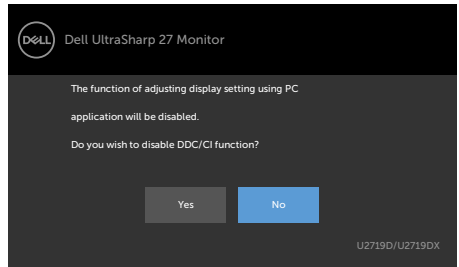 DELL
Dell UltraSharp 27 Monitor
The function of adjusting display setting using PC
application will be disabled.
Do you wish to disable DDC/CI function?
Yes
No
U2719D/U2719DX